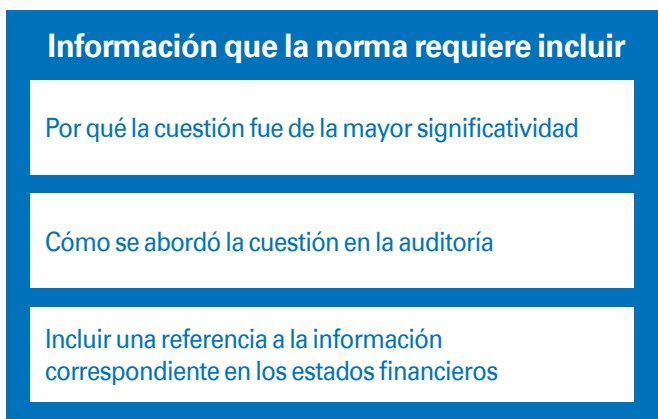 Información que la norma requiere incluir
Por qué la cuestión fue de la mayor significatividad
Cómo se abordó la cuestión en la auditoría
Incluir una referencia a la información
correspondiente en los estados financieros